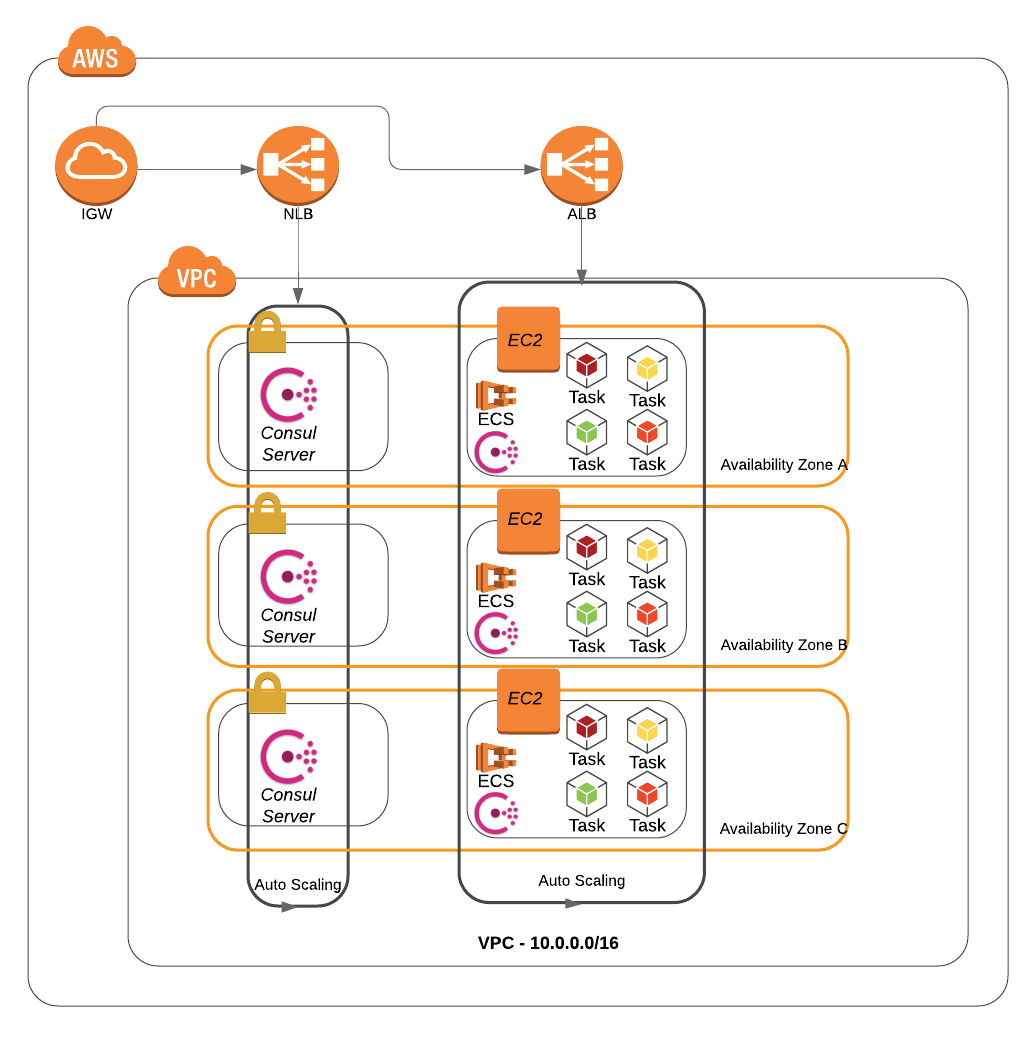 AWS
IGW
NLB
ALB
VPC
EC2
Task
Task
ECS
Task
Task
Consul
Server
Availability Zone A
EC2
Task
Task
ECS
Task
Task
Consul
Server
Availability Zone B
EC2
Task
Task
ECS
Task
Task
Consul
Server
Availability Zone C
Auto Scaling
Auto Scaling
VPC - 10.0.0.0/16